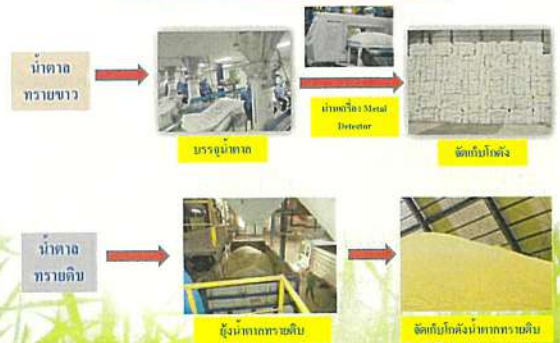 น้ำตาล
ทรายขาว
บรรจุน้ำตาล
ผ่านเครื่อง Metal
Detector
จัดเก็บโกดัง
น้ำตาล
ทรายดิบ
ยุ้งน้ำตาลทรายดิบ
จัดเก็บโกดังน้ำตาลทรายดิบ